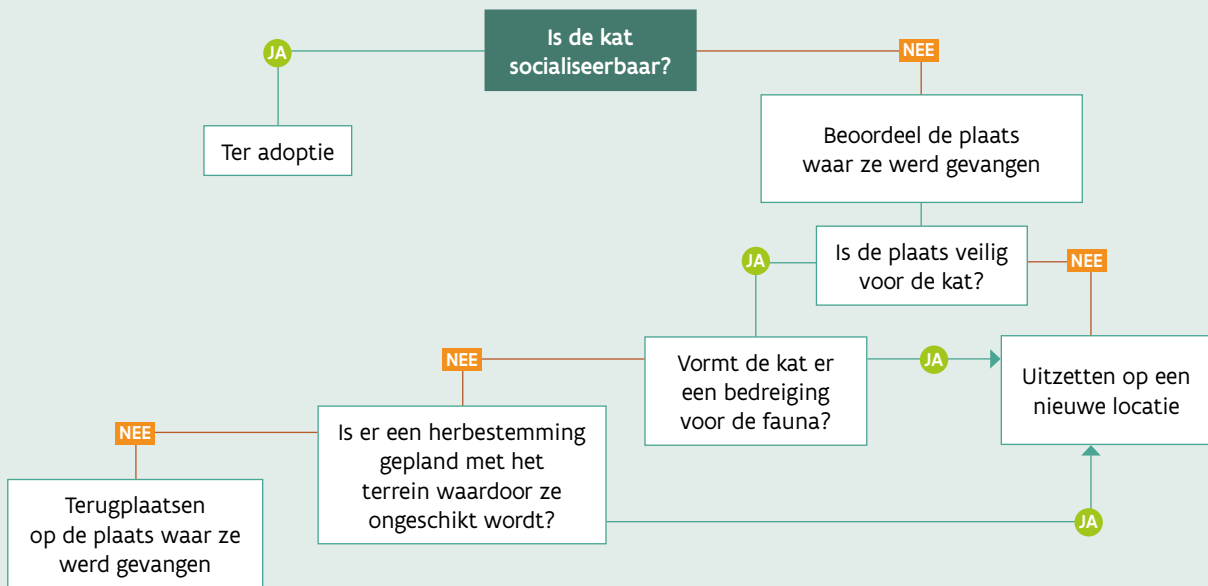 Is de kat
socialiseerbaar?
JA
NEE
Ter adoptie
Beoordeel de plaats
waar ze werd gevangen
Is de plaats veilig
voor de kat?
JA
NEE
Vormt de kat er
een bedreiging
voor de fauna?
NEE
JA
Uitzetten op een
nieuwe locatie
Is er een herbestemming
gepland met het
terrein waardoor ze
ongeschikt wordt?
NEE
JA
Terugplaatsen
op de plaats waar ze
werd gevangen